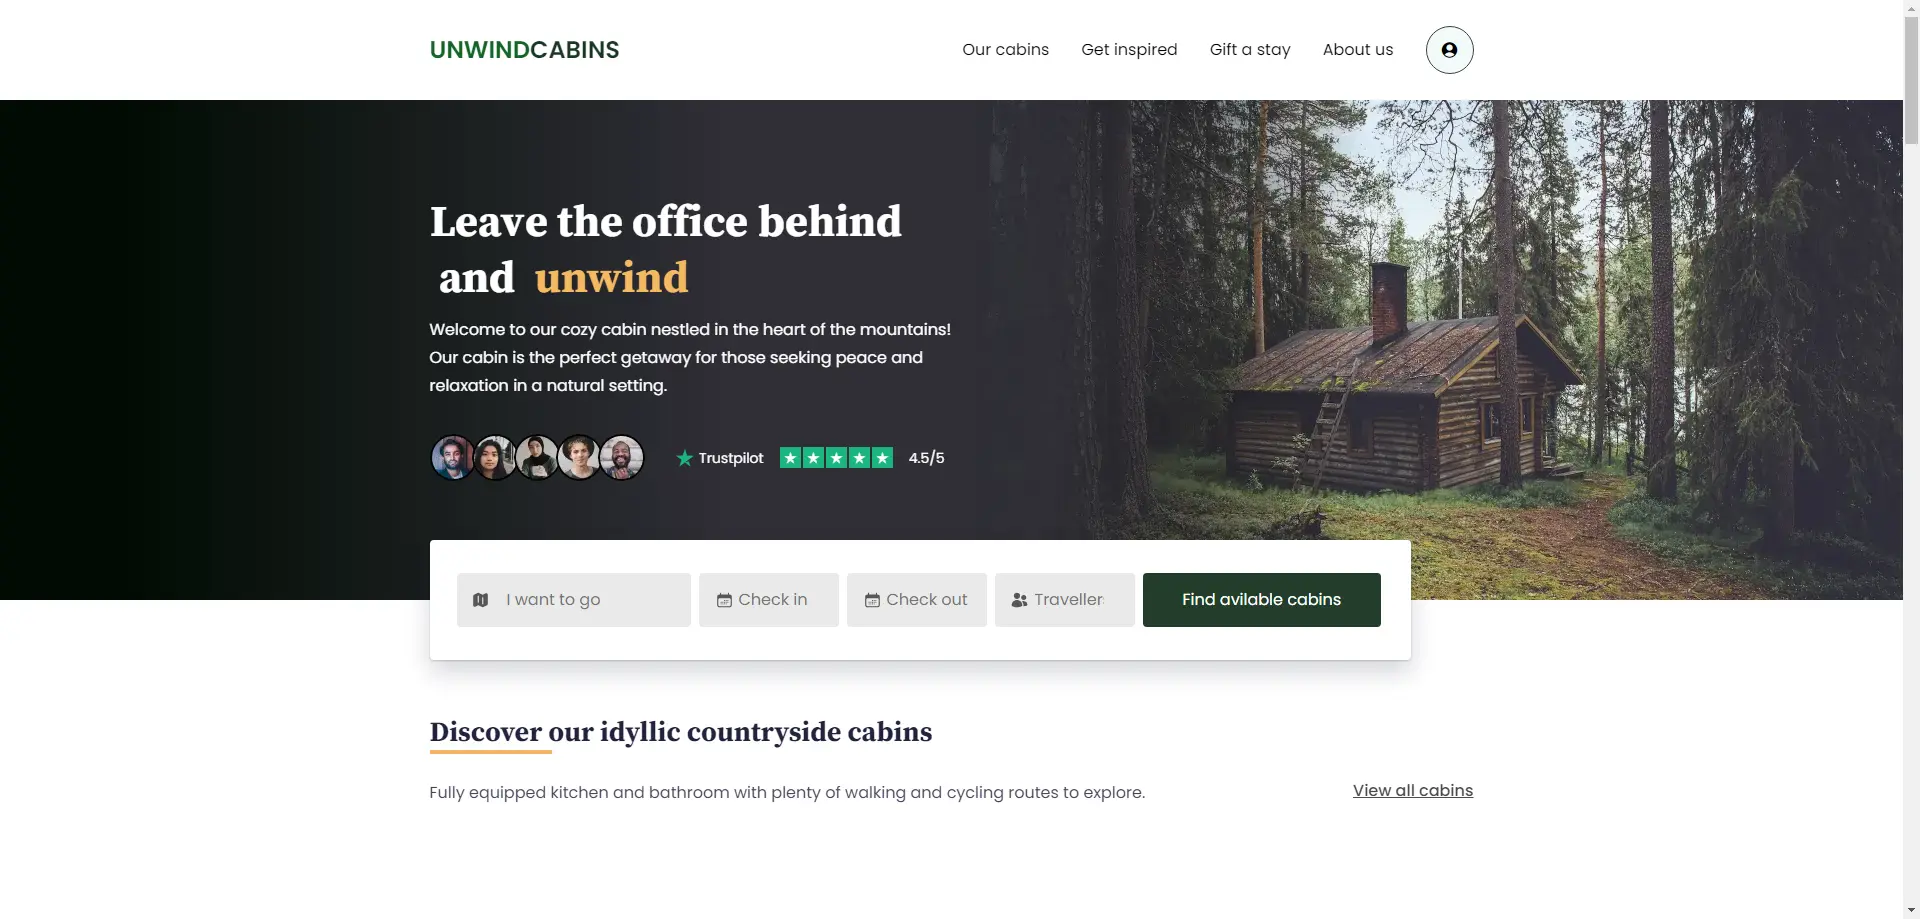 UNWINDCABINS
Our cabins
Get inspired
Gift a stay
About us
Leave the office behind
and unwind
Welcome to our cozy cabin nestled in the heart of the mountains!
Our cabin is the perfect getaway for those seeking peace and
relaxation in a natural setting.
Trustpilot
4.5/5
I want to go
Check in
Check out
Traveller
Find avilable cabins
Discover our idyllic countryside cabins
Fully equipped kitchen and bathroom with plenty of walking and cycling routes to explore.
View all cabins